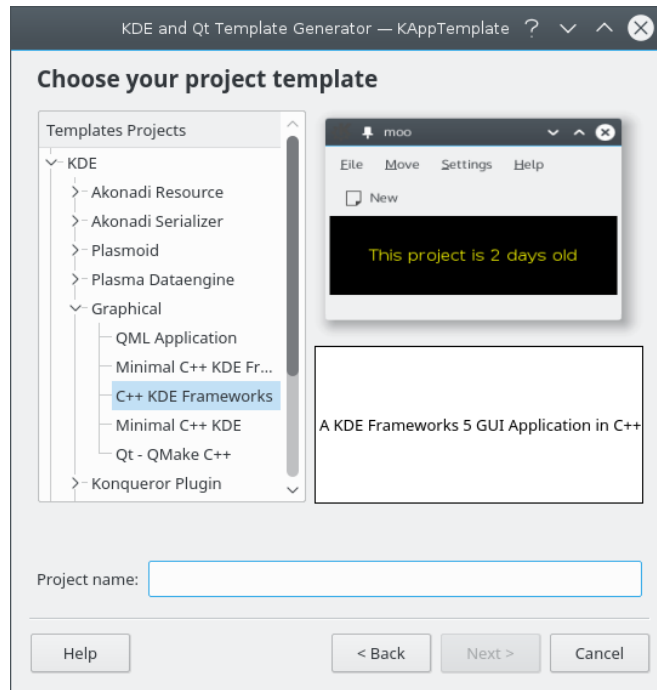 KDE and Qt Template Generator — KAppTemplate
Choose your project template
Templates Projects
KDE
Akonadi Resource
Akonadi Serializer
Plasmoid
Plasma Dataengine
Graphical
QML Application
Minimal C++ KDE Fr...
C++ KDE Frameworks
Minimal C++ KDE
Qt - QMake C++
Konqueror Plugin
moo
File Move Settings Help
New
This project is 2 days old
A KDE Frameworks 5 GUI Application in C++
Project name:
Help
< Back
Next >
Cancel